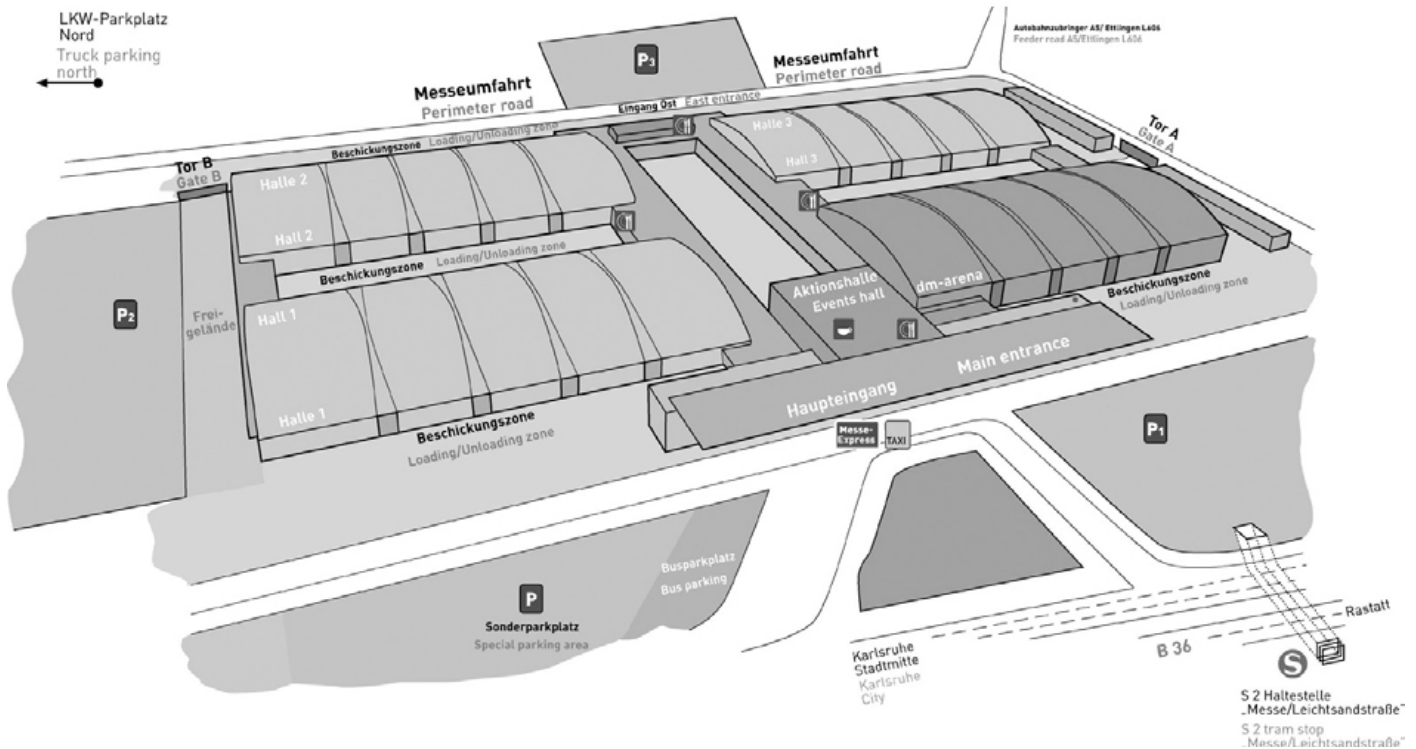 LKW-Parkplatz
Nord
Truck parking
north
P3
Autobahnzubringer A5/ Ettlingen L606
Feeder road A5/Ettlingen L606
Messeumfahrt
Perimeter road
Messeumfahrt
Perimeter road
Eingang Ost East entrance
Beschickungszone Loading/Unloading zone
Tor B
Gate B
Tor A
Gate A
Halle 3
Hall 3
Halle 2
Hall 2
Beschickungszone Loading/Unloading zone
Aktionshalle
Events hall
dm-arena
Beschickungszone
Loading/Unloading zone
P2
Frei-
gelände
Hall 1
Halle 1
Beschickungszone
Loading/Unloading zone
Haupteingang Main entrance
Messe-
Express
TAXI
P1
Busparkplatz
Bus parking
P
Sonderparkplatz
Special parking area
Karlsruhe
Stadtmitte
Karlsruhe
City
B 36
Rastatt
S
S 2 Haltestelle
„Messe/Leichtsandstraße"
S 2 tram stop
„Messe/Leichtsandstraße"